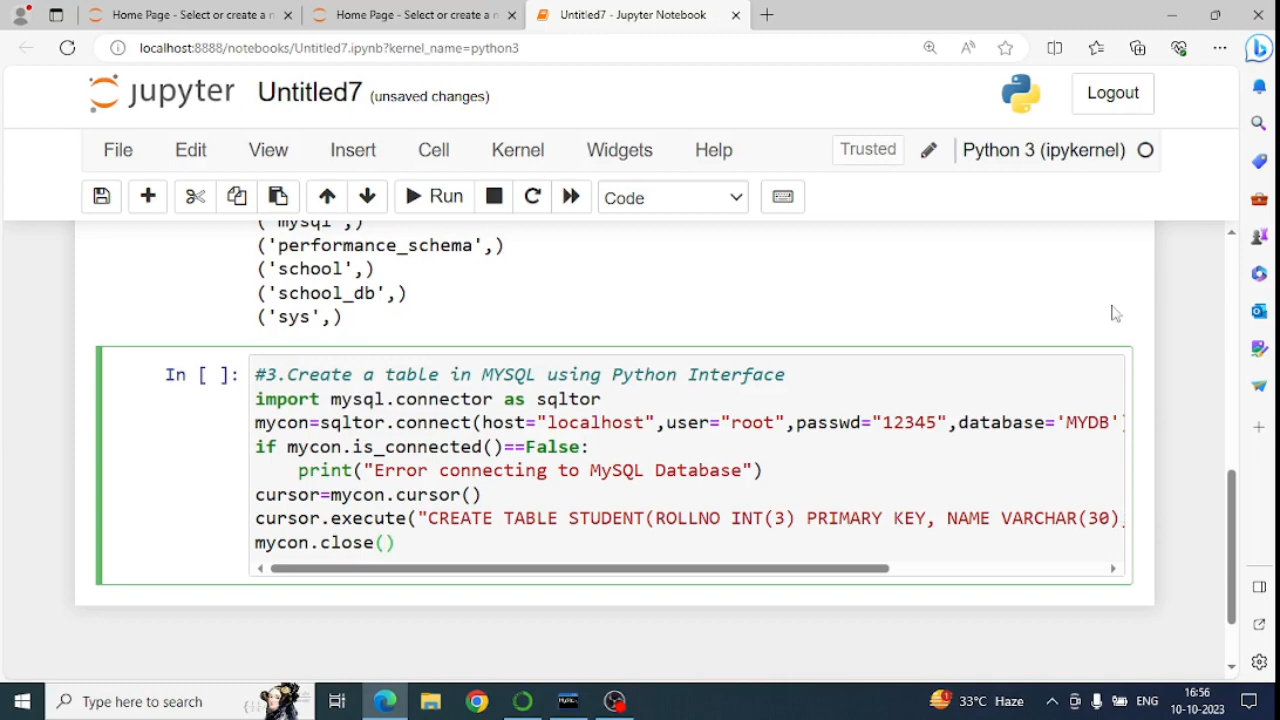 Home Page - Select or create a n
Home Page - Select or create a n
Untitled7 - Jupyter Notebook
localhost:8888/notebooks/Untitled7.ipynb?kernel_name=python3
jupyter Untitled7 (unsaved changes)
Logout
File Edit View Insert Cell Kernel Widgets Help
Trusted
Python 3 (ipykernel)
Run
Code
('mysql',)
('performance_schema',)
('school',)
('school_db',)
('sys',)
In [ ]:
#3.Create a table in MYSQL using Python Interface
import mysql.connector as sqltor
mycon=sqltor.connect(host="localhost",user="root",passwd="12345",database='MYDB')
if mycon.is_connected()==False:
print("Error connecting to MySQL Database")
cursor=mycon.cursor()
cursor.execute("CREATE TABLE STUDENT(ROLLNO INT(3) PRIMARY KEY, NAME VARCHAR(30),
mycon.close()
Type here to search
33°C Haze
ENG
16:56
10-10-2023